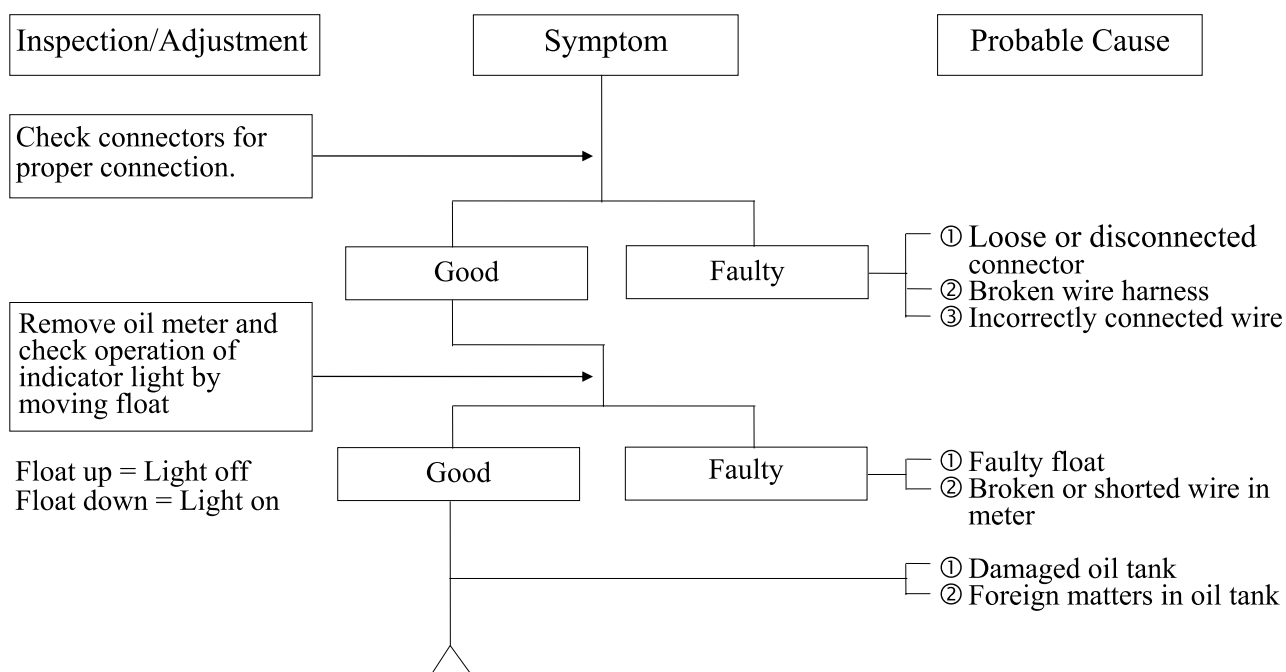 Inspection/Adjustment
Symptom
Probable Cause
Check connectors for
proper connection.
Good
Faulty
① Loose or disconnected
connector
② Broken wire harness
③ Incorrectly connected wire
Remove oil meter and
check operation of
indicator light by
moving float
Float up = Light off
Float down = Light on
Good
Faulty
① Faulty float
② Broken or shorted wire in
meter
① Damaged oil tank
② Foreign matters in oil tank